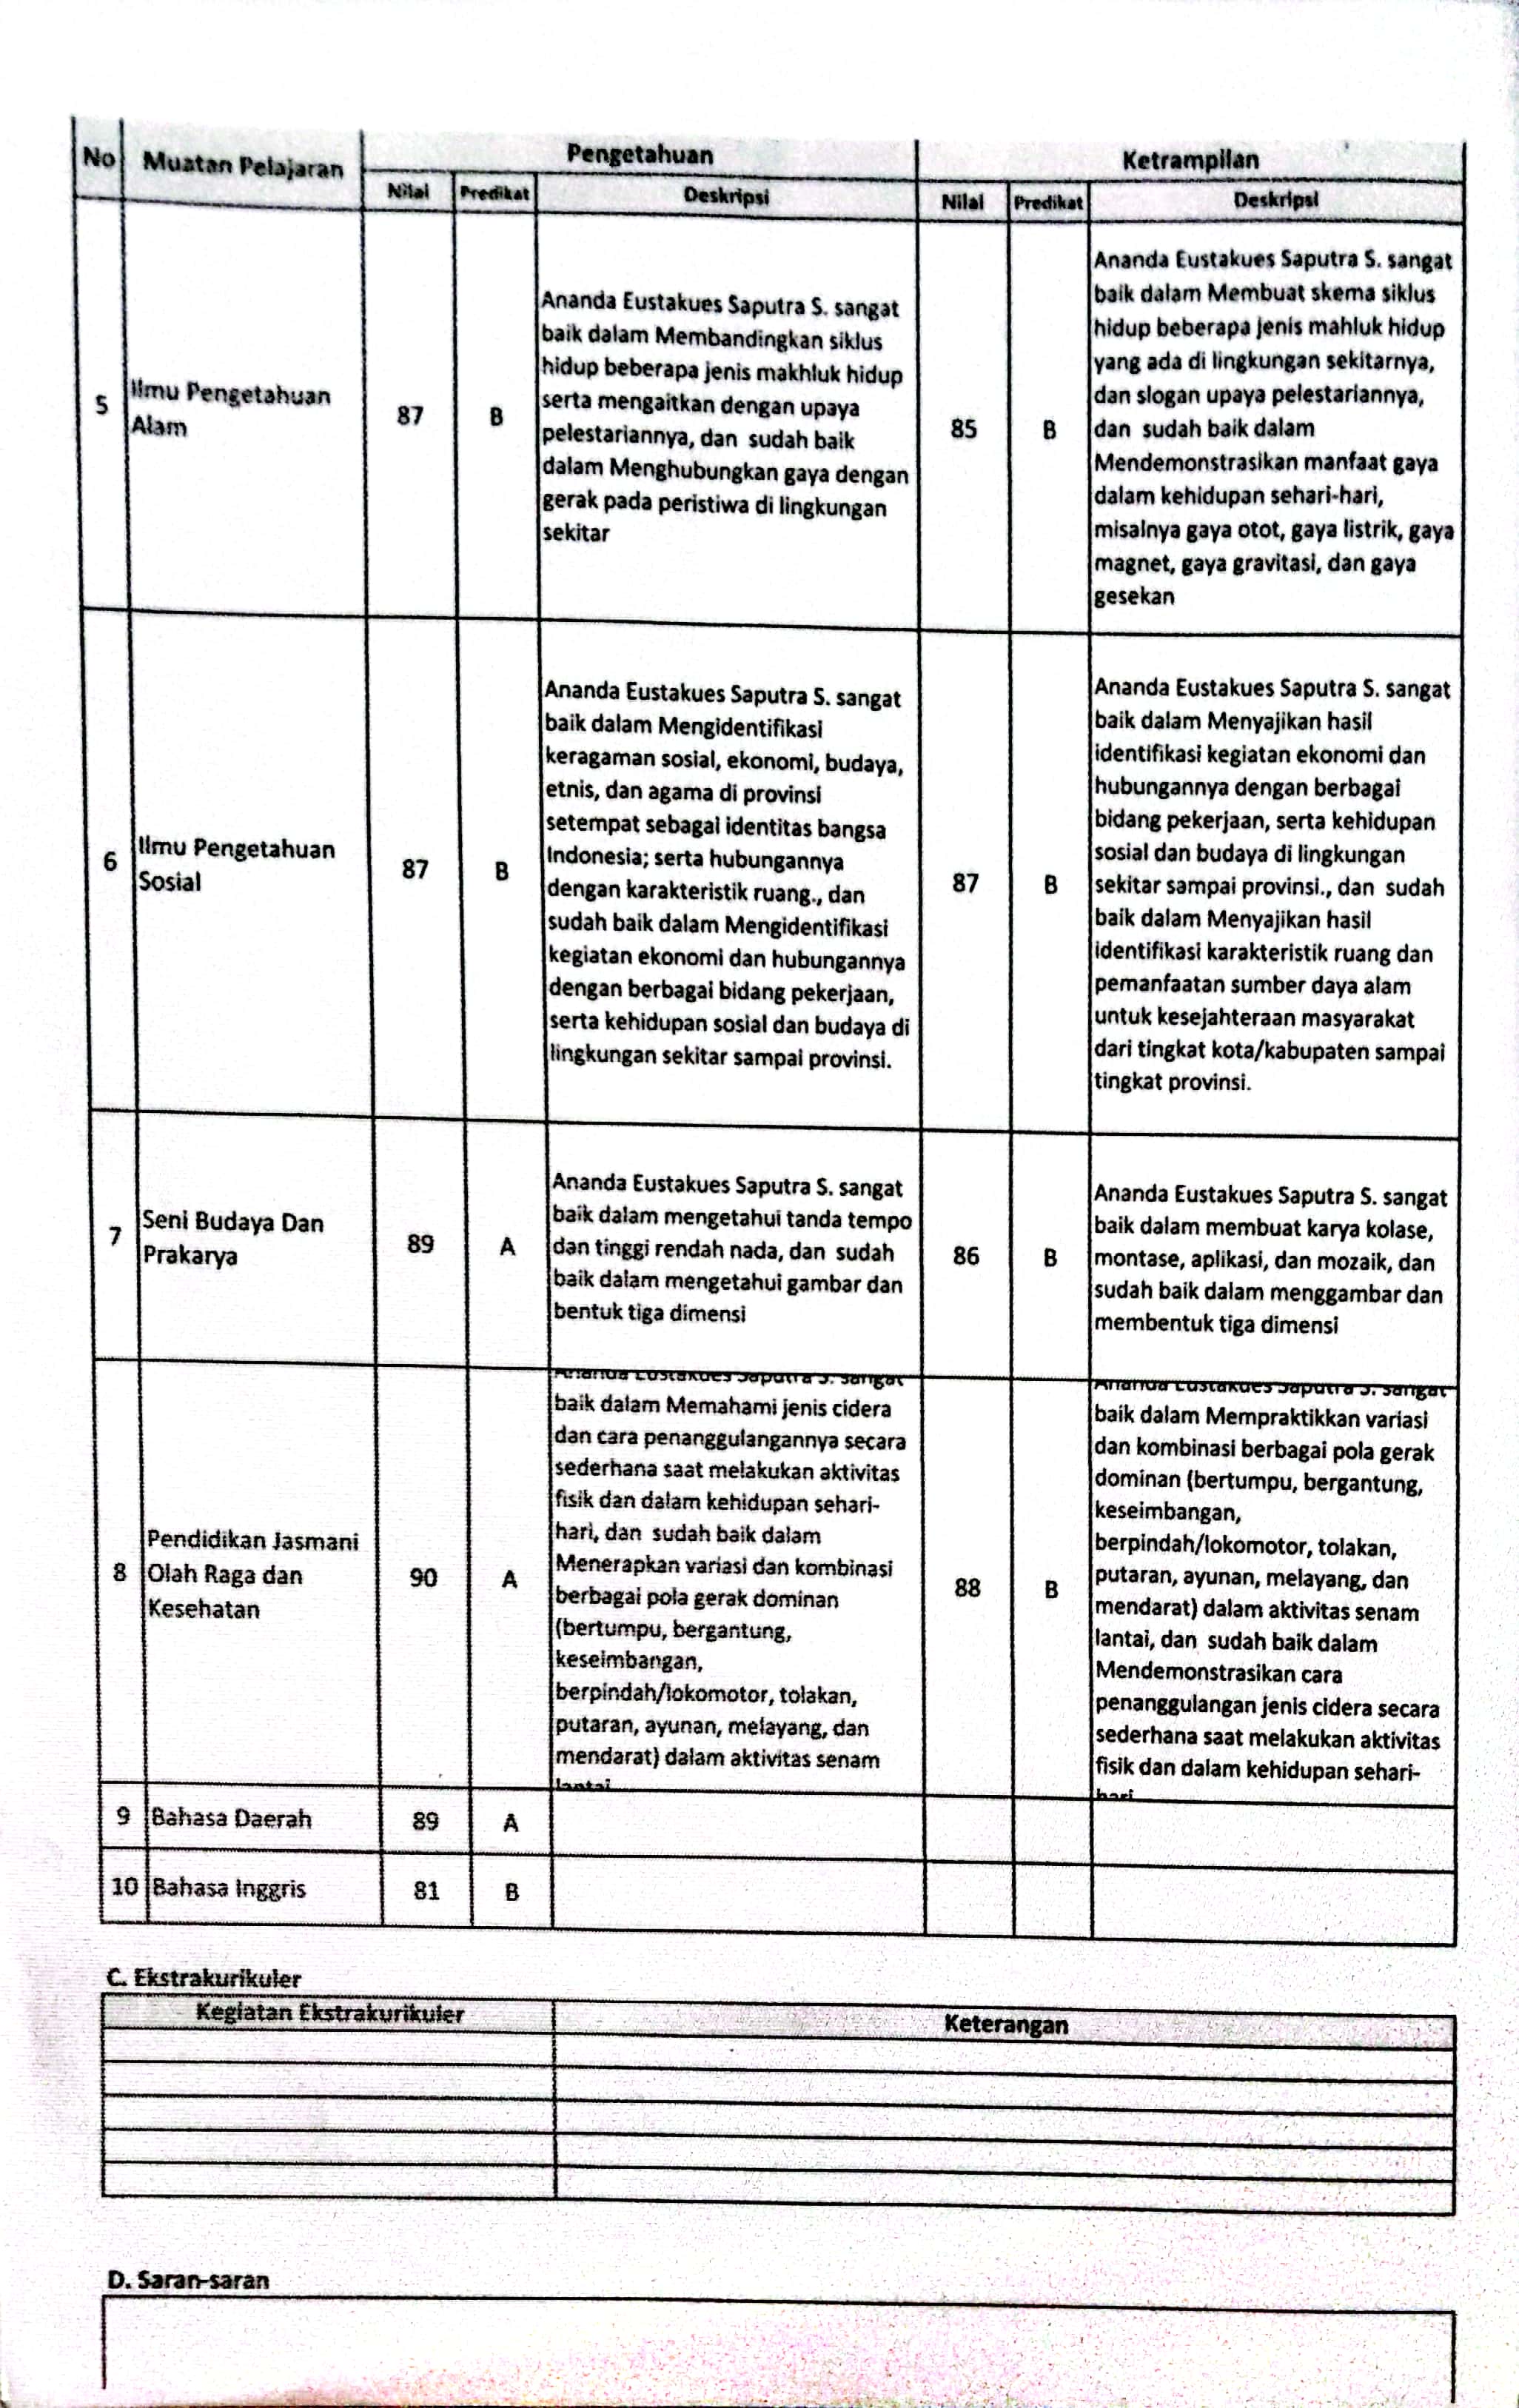 No Muatan Pelajaran Pengetahuan Ketrampilan
Nilai Predikat Deskripsi Nilai Predikat Deskripsi
5
Ilmu Pengetahuan
Alam
87
B
Ananda Eustakues Saputra S. sangat
baik dalam Membandingkan siklus
hidup beberapa jenis makhluk hidup
serta mengaitkan dengan upaya
pelestariannya, dan sudah baik
dalam Menghubungkan gaya dengan
gerak pada peristiwa di lingkungan
sekitar
85
B
Ananda Eustakues Saputra S. sangat
baik dalam Membuat skema siklus
hidup beberapa jenis mahluk hidup
yang ada di lingkungan sekitarnya,
dan slogan upaya pelestariannya,
dan sudah baik dalam
Mendemonstrasikan manfaat gaya
dalam kehidupan sehari-hari,
misalnya gaya otot, gaya listrik, gaya
magnet, gaya gravitasi, dan gaya
gesekan
6
Ilmu Pengetahuan
Sosial
87
B
Ananda Eustakues Saputra S. sangat
baik dalam Mengidentifikasi
keragaman sosial, ekonomi, budaya,
etnis, dan agama di provinsi
setempat sebagai identitas bangsa
Indonesia; serta hubungannya
dengan karakteristik ruang., dan
sudah baik dalam Mengidentifikasi
kegiatan ekonomi dan hubungannya
dengan berbagai bidang pekerjaan,
serta kehidupan sosial dan budaya di
lingkungan sekitar sampai provinsi.
87
B
Ananda Eustakues Saputra S. sangat
baik dalam Menyajikan hasil
identifikasi kegiatan ekonomi dan
hubungannya dengan berbagai
bidang pekerjaan, serta kehidupan
sosial dan budaya di lingkungan
sekitar sampai provinsi., dan sudah
baik dalam Menyajikan hasil
identifikasi karakteristik ruang dan
pemanfaatan sumber daya alam
untuk kesejahteraan masyarakat
dari tingkat kota/kabupaten sampai
tingkat provinsi.
7
Seni Budaya Dan
Prakarya
89
A
Ananda Eustakues Saputra S. sangat
baik dalam mengetahui tanda tempo
dan tinggi rendah nada, dan sudah
baik dalam mengetahui gambar dan
bentuk tiga dimensi
86
B
Ananda Eustakues Saputra S. sangat
baik dalam membuat karya kolase,
montase, aplikasi, dan mozaik, dan
sudah baik dalam menggambar dan
membentuk tiga dimensi
8
Pendidikan Jasmani
Olah Raga dan
Kesehatan
90
A
Ananda Eustakues Saputra S. sangat
baik dalam Memahami jenis cidera
dan cara penanggulangannya secara
sederhana saat melakukan aktivitas
fisik dan dalam kehidupan sehari-
hari, dan sudah baik dalam
Menerapkan variasi dan kombinasi
berbagai pola gerak dominan
(bertumpu, bergantung,
keseimbangan,
berpindah/lokomotor, tolakan,
putaran, ayunan, melayang, dan
mendarat) dalam aktivitas senam
lantai
88
B
Ananda Eustakues Saputra S. sangat
baik dalam Mempraktikkan variasi
dan kombinasi berbagai pola gerak
dominan (bertumpu, bergantung,
keseimbangan,
berpindah/lokomotor, tolakan,
putaran, ayunan, melayang, dan
mendarat) dalam aktivitas senam
lantai, dan sudah baik dalam
Mendemonstrasikan cara
penanggulangan jenis cidera secara
sederhana saat melakukan aktivitas
fisik dan dalam kehidupan sehari-
hari
9 Bahasa Daerah 89 A
10 Bahasa Inggris 81 B
C. Ekstrakurikuler
Kegiatan Ekstrakurikuler Keterangan
D. Saran-saran